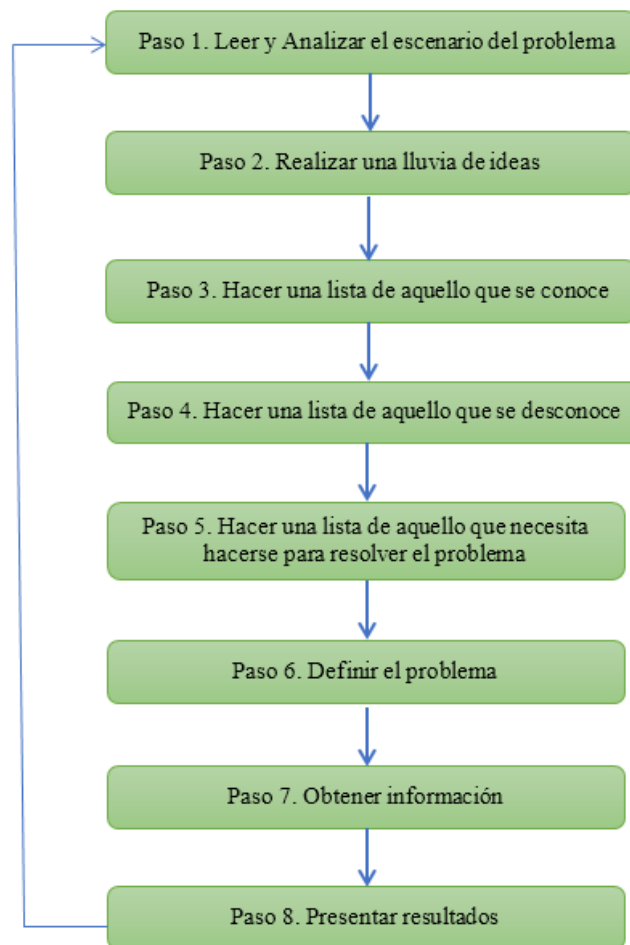 Paso 1. Leer y Analizar el escenario del problema
Paso 2. Realizar una lluvia de ideas
Paso 3. Hacer una lista de aquello que se conoce
Paso 4. Hacer una lista de aquello que se desconoce
Paso 5. Hacer una lista de aquello que necesita
hacerse para resolver el problema
Paso 6. Definir el problema
Paso 7. Obtener información
Paso 8. Presentar resultados